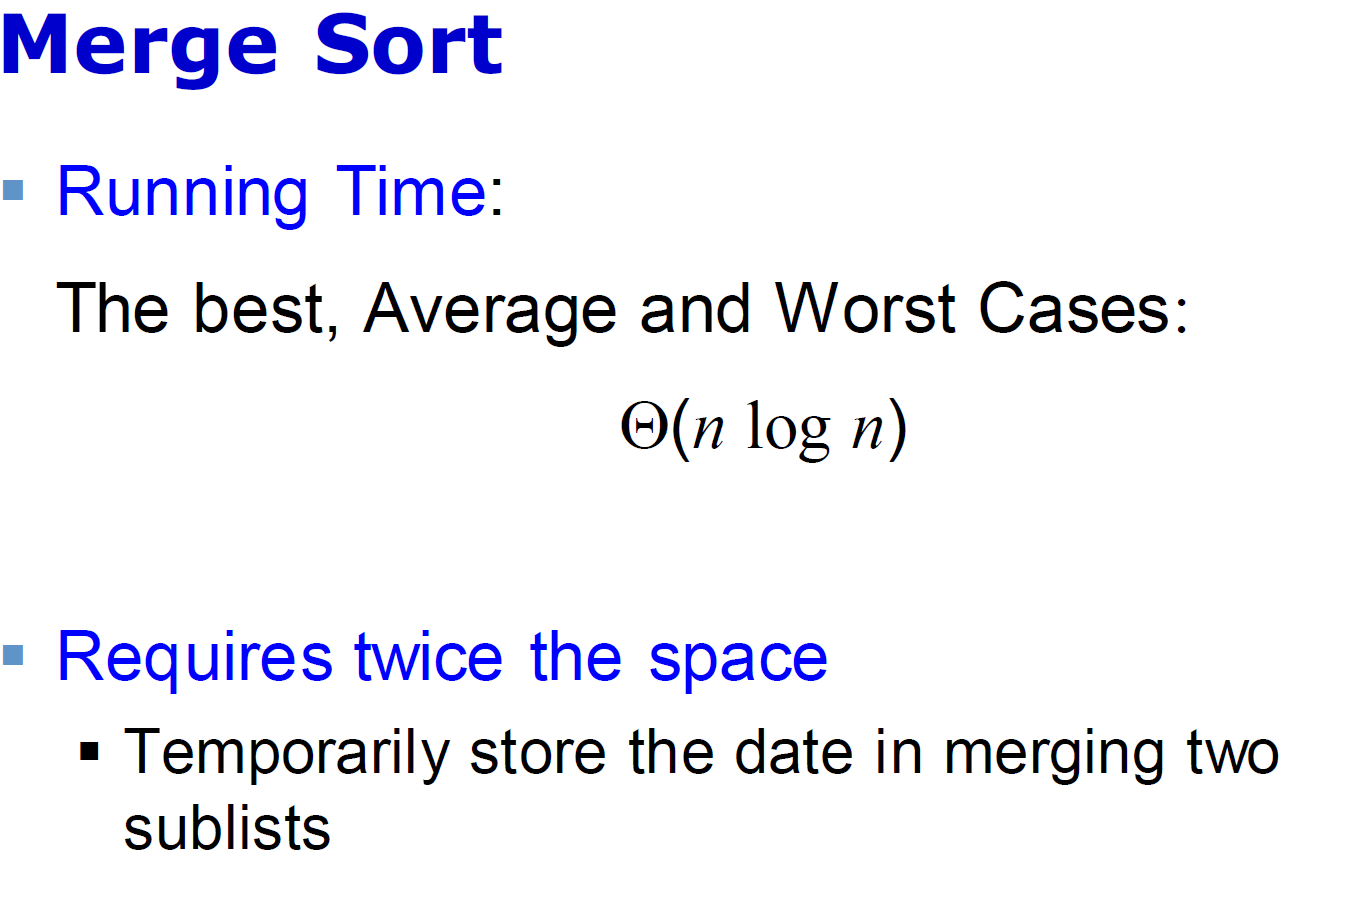 Merge Sort
Running Time:
The best, Average and Worst Cases:
Θ(n log n)
Requires twice the space
Temporarily store the date in merging two
sublists